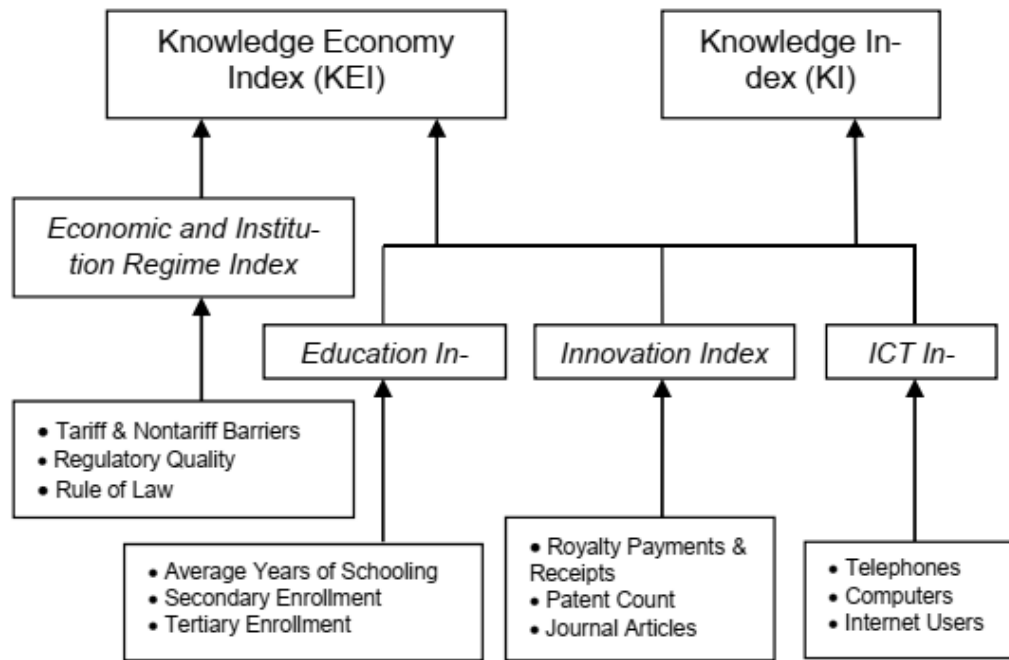 Knowledge Economy
Index (KEI)
Knowledge In-
dex (KI)
Economic and Institu-
tion Regime Index
Education In-
Innovation Index
ICT In-
• Tariff & Nontariff Barriers
• Regulatory Quality
• Rule of Law
• Average Years of Schooling
• Secondary Enrollment
• Tertiary Enrollment
• Royalty Payments &
Receipts
• Patent Count
• Journal Articles
• Telephones
• Computers
• Internet Users